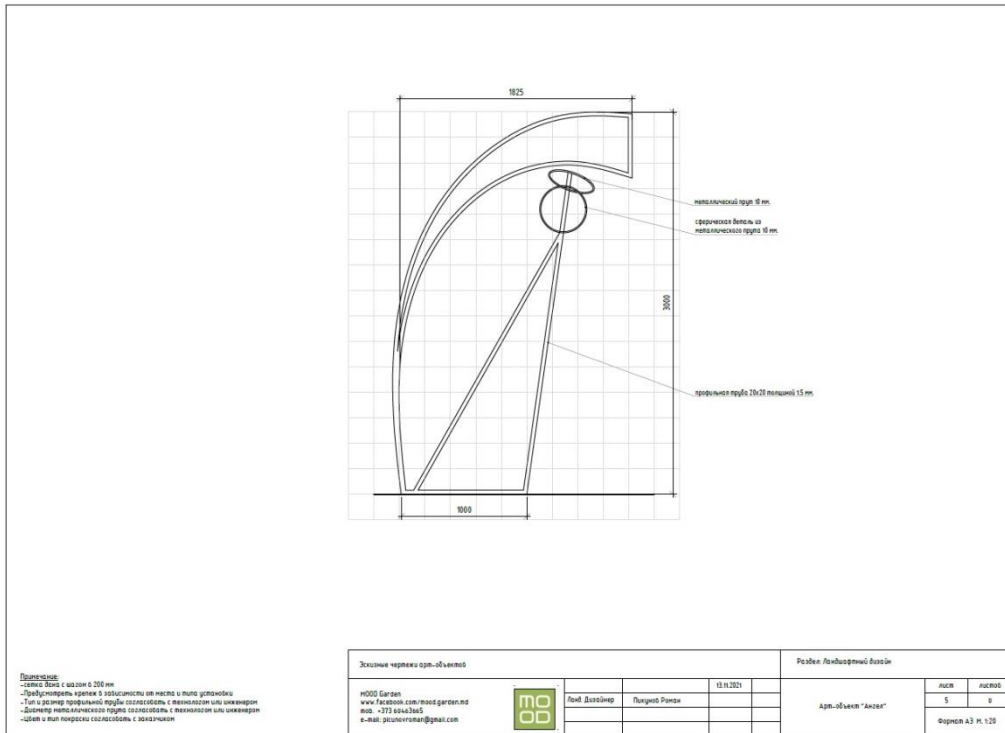 1825
металлический прут 10 мм.
сферическая деталь из
металлического прута 10 мм.
3000
профильная труба 20х20 толщиной 1.5 мм.
1000
Примечание:
-сетка дана с шагом в 200 мм
-Предусмотреть крепеж в зависимости от места и типа установки
-Тип и размер профильной трубы согласовать с технологом или инженером
-Диаметр металлического прута согласовать с технологом или инженером
-Цвет и тип покраски согласовать с заказчиком
Эскизные чертежи арт-объектов
Раздел: Ландшафтный дизайн
MOOD Garden
www.facebook.com/mood.garden.md
моб. +373 60463665
e-mail: picunovroman@gmail.com
MO
OD
13.11.2021
Ланд. Дизайнер
Пикунов Роман
Арт-объект "Ангел"
лист
листов
5
0
Формат А3 М. 1:20